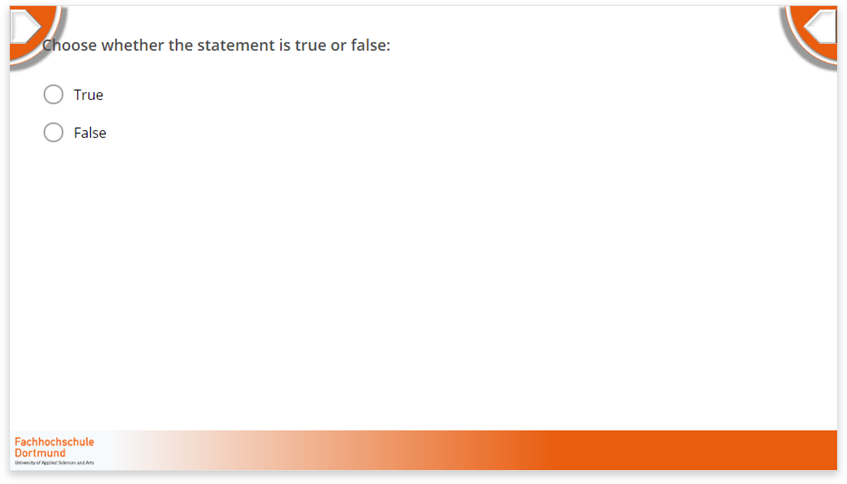 Choose whether the statement is true or false:
True
False
Fachhochschule
Dortmund
University of Applied Sciences and Arts